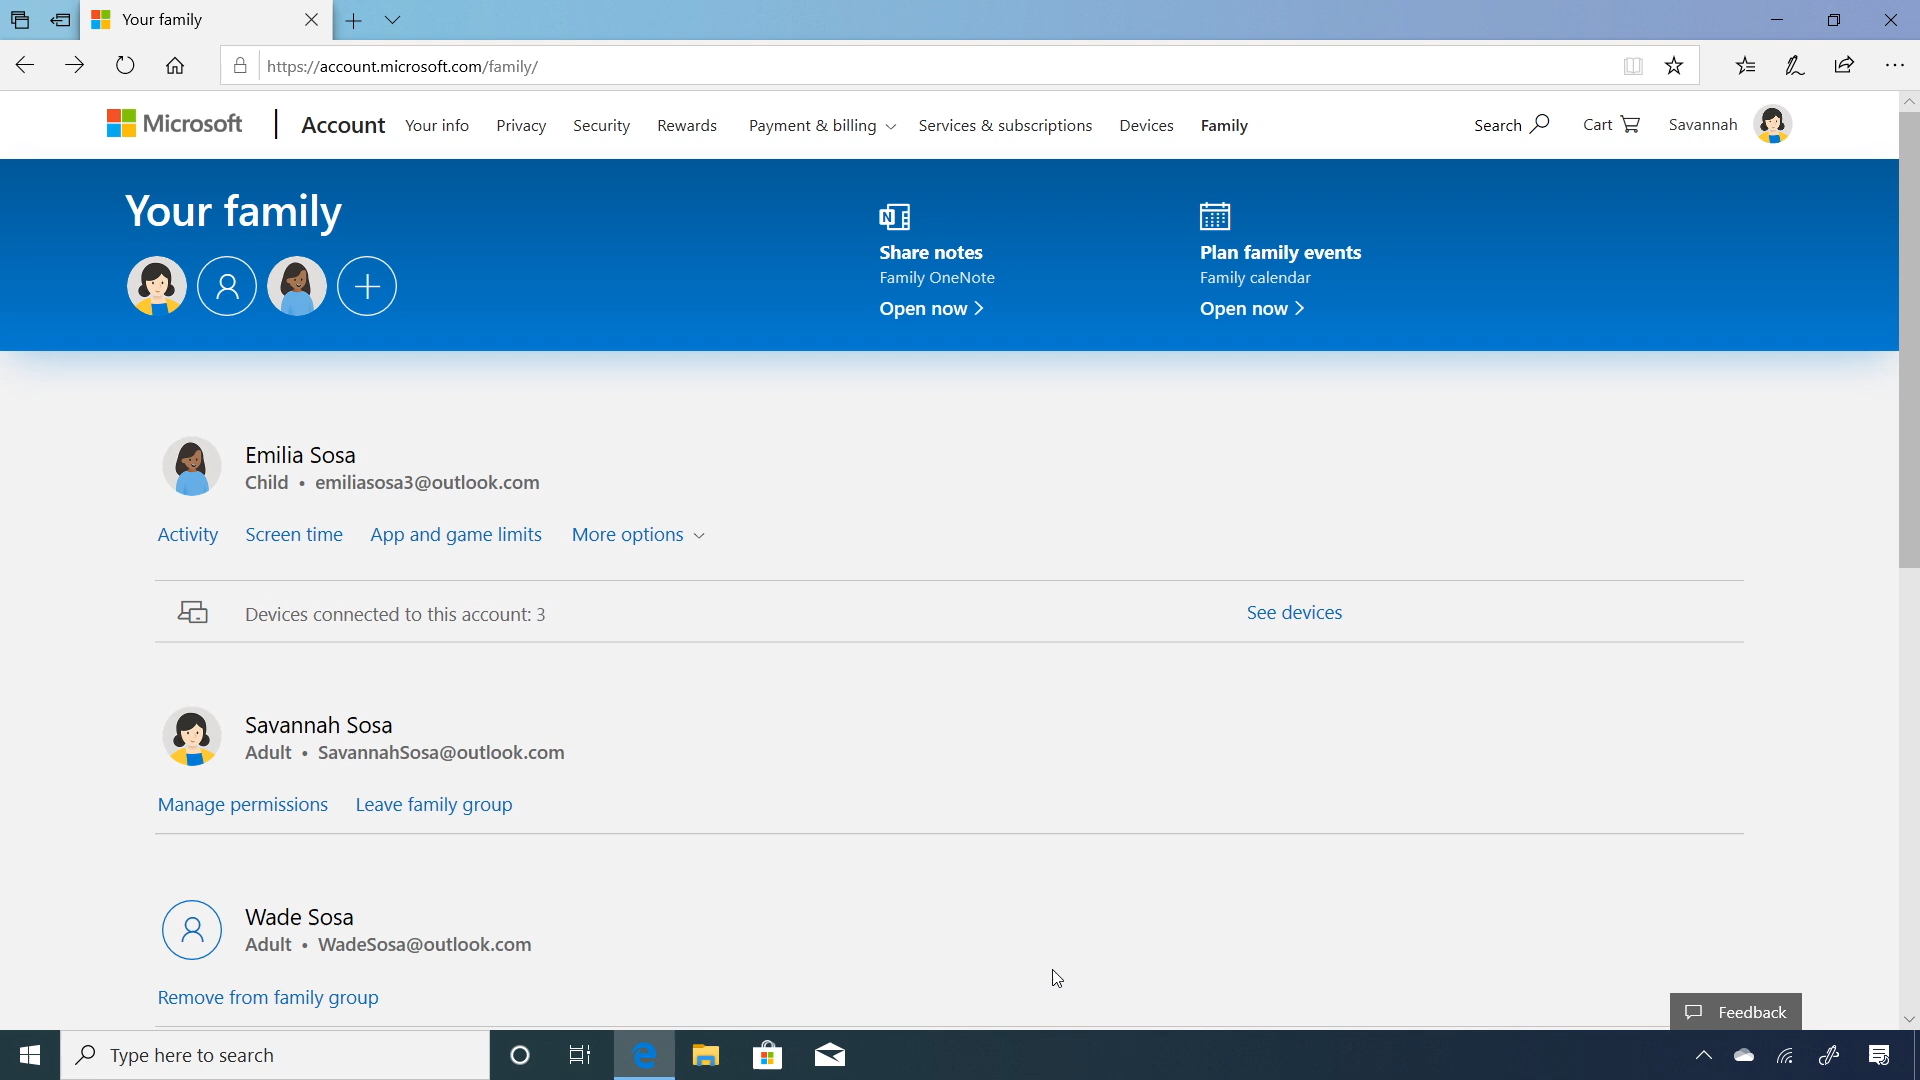 Your family
https://account.microsoft.com/family/
Microsoft Account Your info Privacy Security Rewards Payment & billing Services & subscriptions Devices Family Search Cart Savannah
Your family
Share notes
Family OneNote
Open now
Plan family events
Family calendar
Open now
Emilia Sosa
Child • emiliasosa3@outlook.com
Activity Screen time App and game limits More options
Devices connected to this account: 3 See devices
Savannah Sosa
Adult • SavannahSosa@outlook.com
Manage permissions Leave family group
Wade Sosa
Adult • WadeSosa@outlook.com
Remove from family group
Feedback
Type here to search